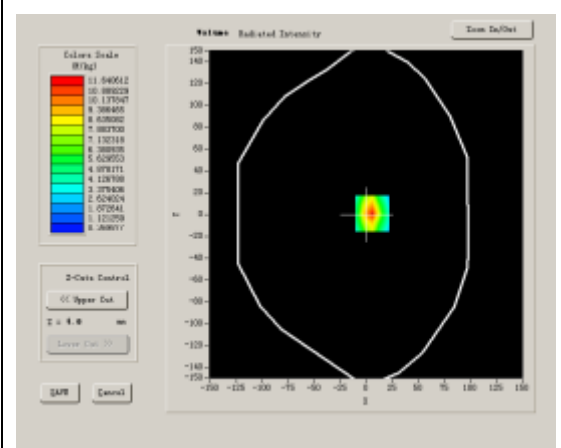 Volume Radiated Intensity
Zoom In/Out
Colors Scale
(W/kg)
11.640612
10.889229
10.137847
9.386465
8.635082
7.883700
7.132318
6.380935
5.629553
4.878171
4.126788
3.375406
2.624024
1.872641
1.121259
0.369877
Z-Cuts Control
<< Upper Cut
Z = 4.0 mm
Lower Cut >>
SAVE
Cancel
150
140
100
80
60
40
20
0
-20
-40
-60
-80
-100
-120
-140
-150
-150 -125 -100 -75 -50 -25 0 25 50 75 100 125 150